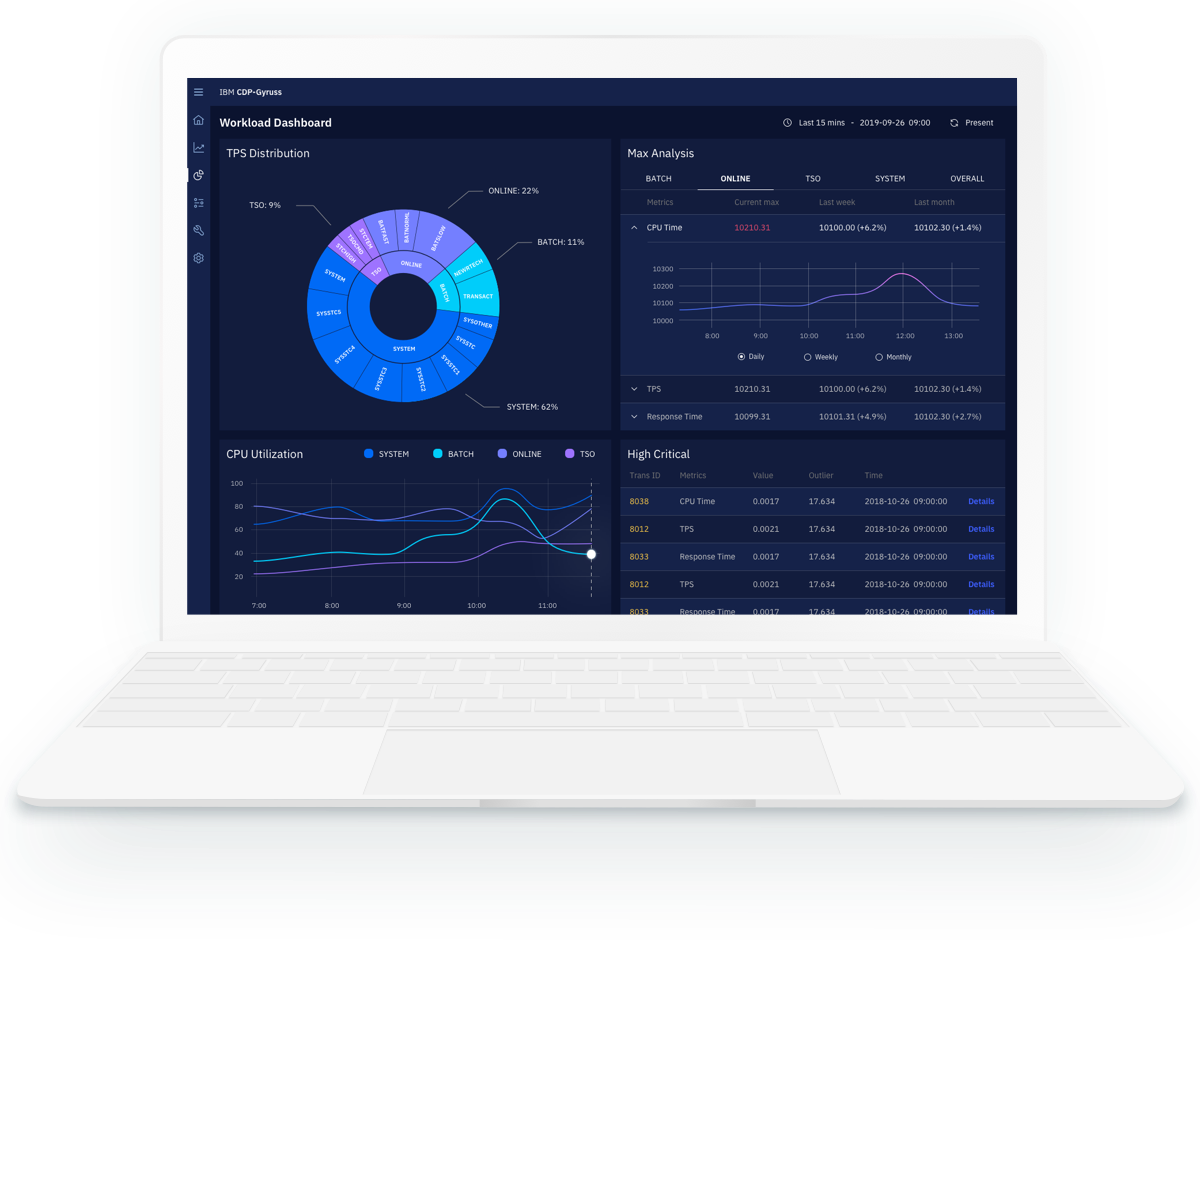 IBM CDP-Gyruss
Workload Dashboard
Last 15 mins - 2019-09-26 09:00
Present
TPS Distribution
ONLINE: 22%
TSO: 9%
BATCH: 11%
SYSTEM: 62%
STCHIGH
TSOCMD
STCTEM
BATFAST
BATNORML
BATSLOW
NEWRTECH
TRANSACT
SYSOTHER
SYSSTC
SYSSTC1
SYSSTC2
SYSSTC3
SYSSTC4
SYSSTC5
SYSTEM
TSO
ONLINE
BATCH
SYSTEM
Max Analysis
BATCH ONLINE TSO SYSTEM OVERALL
Metrics Current max Last week Last month
CPU Time 10210.31 10100.00 (+6.2%) 10102.30 (+1.4%)
10300
10200
10100
10000
8:00 9:00 10:00 11:00 12:00 13:00
Daily Weekly Monthly
TPS 10210.31 10100.00 (+6.2%) 10102.30 (+1.4%)
Response Time 10099.31 10101.31 (+4.9%) 10102.30 (+2.7%)
CPU Utilization
SYSTEM BATCH ONLINE TSO
100
80
60
40
20
7:00 8:00 9:00 10:00 11:00
High Critical
Trans ID Metrics Value Outlier Time
8038 CPU Time 0.0017 17.634 2018-10-26 09:00:00 Details
8012 TPS 0.0021 17.634 2018-10-26 09:00:00 Details
8033 Response Time 0.0017 17.634 2018-10-26 09:00:00 Details
8012 TPS 0.0021 17.634 2018-10-26 09:00:00 Details
8033 Response Time 0.0017 17.634 2018-10-26 09:00:00 Details